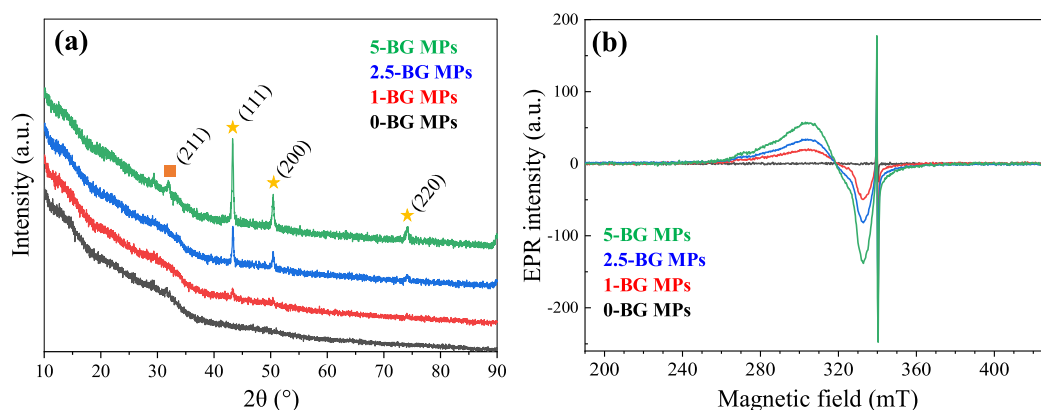 (a)
5-BG MPs
2.5-BG MPs
1-BG MPs
0-BG MPs
(211)
(111)
(200)
(220)
Intensity (a.u.)
10 20 30 40 50 60 70 80 90
2θ (°)
(b)
200
100
0
-100
-200
EPR intensity (a.u.)
5-BG MPs
2.5-BG MPs
1-BG MPs
0-BG MPs
200 240 280 320 360 400
Magnetic field (mT)